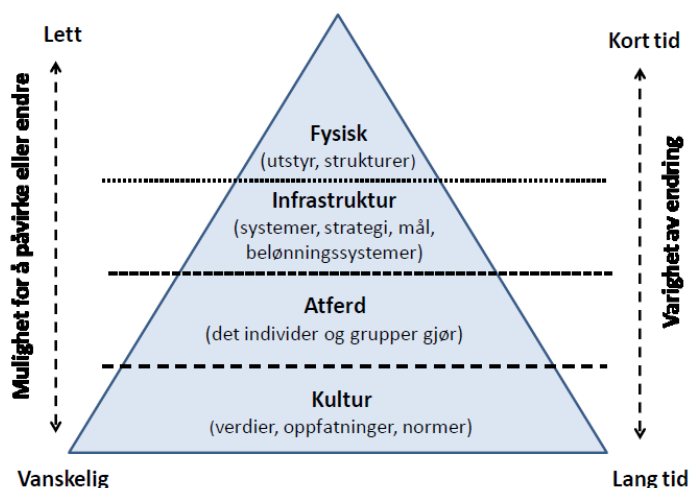 Lett
Kort tid
Mulighet for å påvirke eller endre
Fysisk
(utstyr, strukturer)
Infrastruktur
(systemer, strategi, mål,
belønningssystemer)
Atferd
(det individer og grupper gjør)
Kultur
(verdier, oppfatninger, normer)
Varighet av endring
Vanskelig
Lang tid